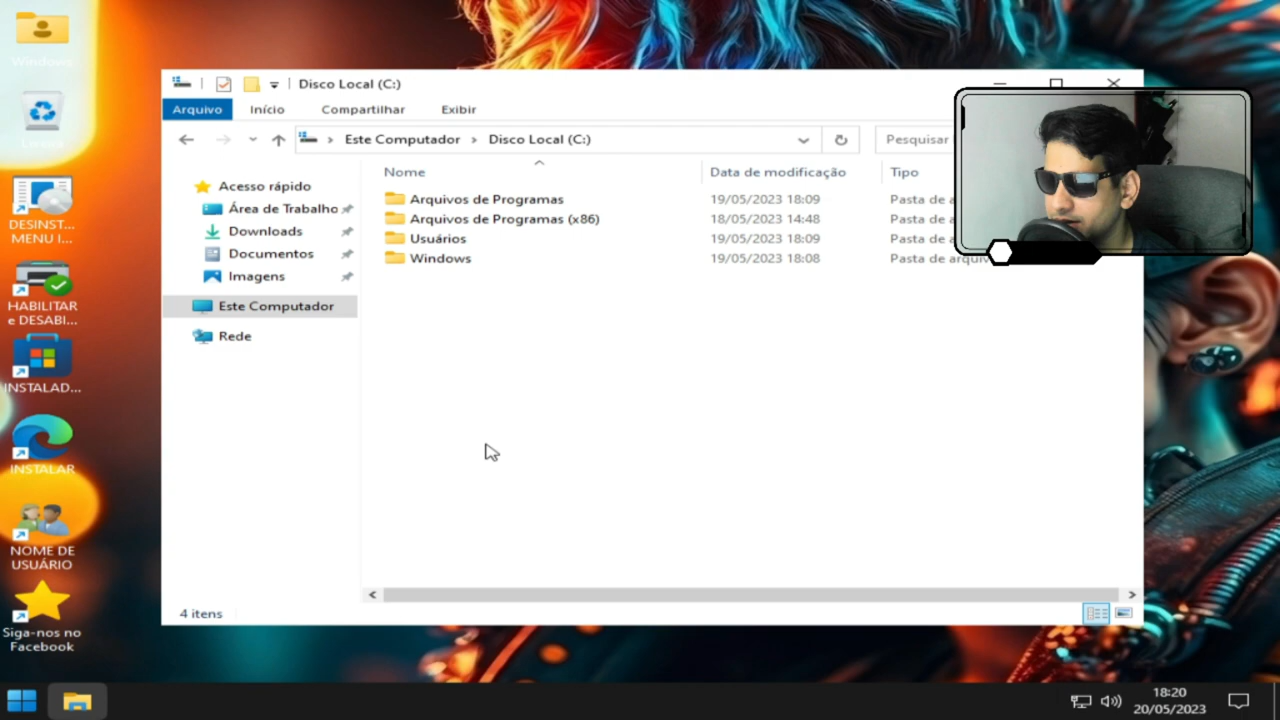 Windows
DESINST...
MENU I...
HABILITAR
e DESABI...
INSTALAD...
INSTALAR
NOME DE
USUÁRIO
Siga-nos no
Facebook
Disco Local (C:)
Arquivo Início Compartilhar Exibir
Este Computador Disco Local (C:)
Pesquisar
Acesso rápido
Área de Trabalho
Downloads
Documentos
Imagens
Este Computador
Rede
Nome Data de modificação Tipo
Arquivos de Programas 19/05/2023 18:09 Pasta de a
Arquivos de Programas (x86) 18/05/2023 14:48 Pasta de a
Usuários 19/05/2023 18:09 Pasta de a
Windows 19/05/2023 18:08 Pasta de arquiv
4 itens
18:20
20/05/2023